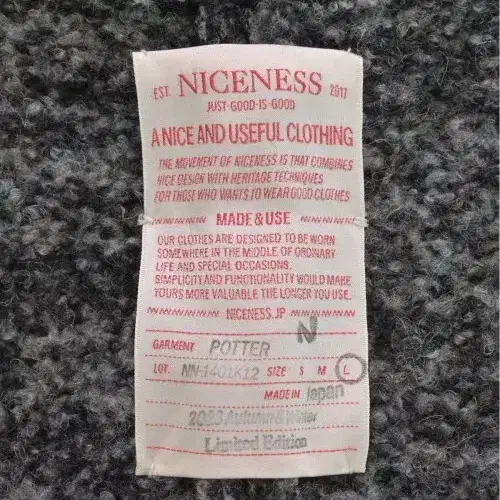 EST. NICENESS 2017
JUST-GOOD-IS-GOOD
A NICE AND USEFUL CLOTHING
THE MOVEMENT OF NICENESS IS THAT COMBINES
NICE DESIGN WITH HERITAGE TECHNIQUES
FOR THOSE WHO WANTS TO WEAR GOOD CLOTHES
MADE & USE
OUR CLOTHES ARE DESIGNED TO BE WORN
SOMEWHERE IN THE MIDDLE OF ORDINARY
LIFE AND SPECIAL OCCASIONS.
SIMPLICITY AND FUNCTIONALITY WOULD MAKE
YOURS MORE VALUABLE THE LONGER YOU USE.
NICENESS.JP
N
GARMENT POTTER
LOT. NN-1401K12 SIZE S M L
MADE IN Japan
2023 Autumn & Winter
Limited Edition